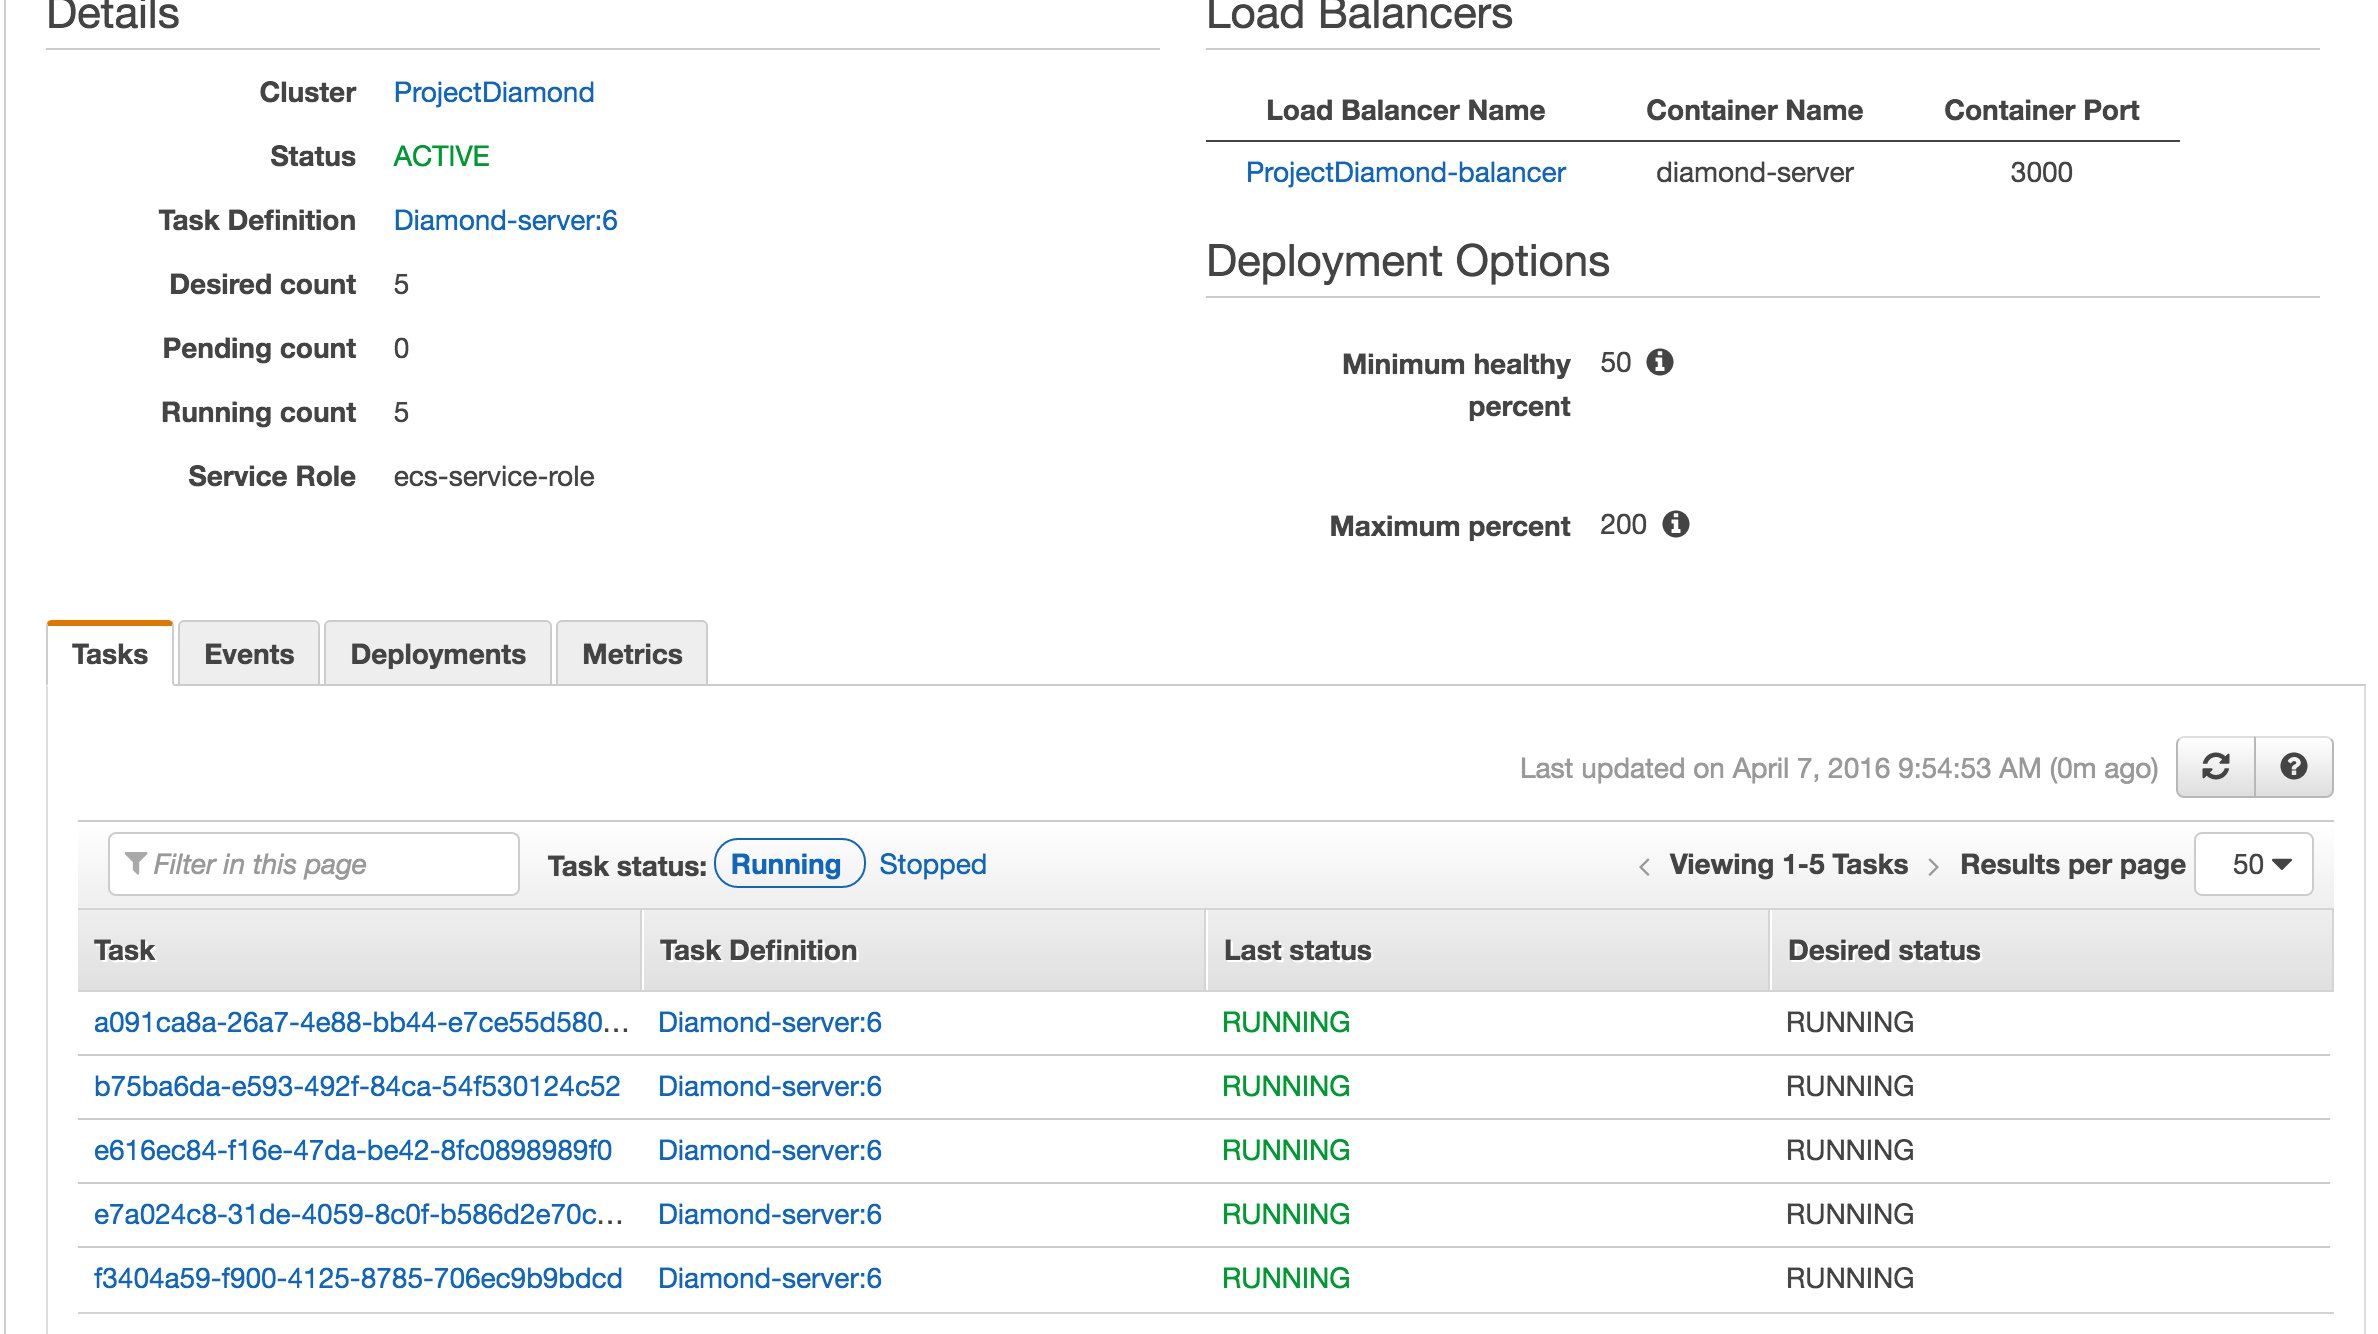 Details
Cluster ProjectDiamond
Status ACTIVE
Task Definition Diamond-server:6
Desired count 5
Pending count 0
Running count 5
Service Role ecs-service-role
Load Balancers
Load Balancer Name Container Name Container Port
ProjectDiamond-balancer diamond-server 3000
Deployment Options
Minimum healthy 50
percent
Maximum percent 200
Tasks Events Deployments Metrics
Last updated on April 7, 2016 9:54:53 AM (0m ago)
Filter in this page Task status: Running Stopped < Viewing 1-5 Tasks > Results per page 50
Task Task Definition Last status Desired status
a091ca8a-26a7-4e88-bb44-e7ce55d580... Diamond-server:6 RUNNING RUNNING
b75ba6da-e593-492f-84ca-54f530124c52 Diamond-server:6 RUNNING RUNNING
e616ec84-f16e-47da-be42-8fc0898989f0 Diamond-server:6 RUNNING RUNNING
e7a024c8-31de-4059-8c0f-b586d2e70c... Diamond-server:6 RUNNING RUNNING
f3404a59-f900-4125-8785-706ec9b9bdcd Diamond-server:6 RUNNING RUNNING